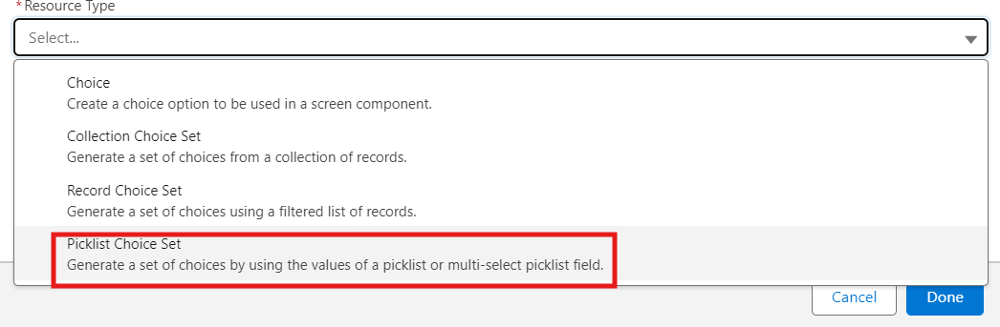 *Resource Type
Select...
Choice
Create a choice option to be used in a screen component.
Collection Choice Set
Generate a set of choices from a collection of records.
Record Choice Set
Generate a set of choices using a filtered list of records.
Picklist Choice Set
Generate a set of choices by using the values of a picklist or multi-select picklist field.
Cancel Done